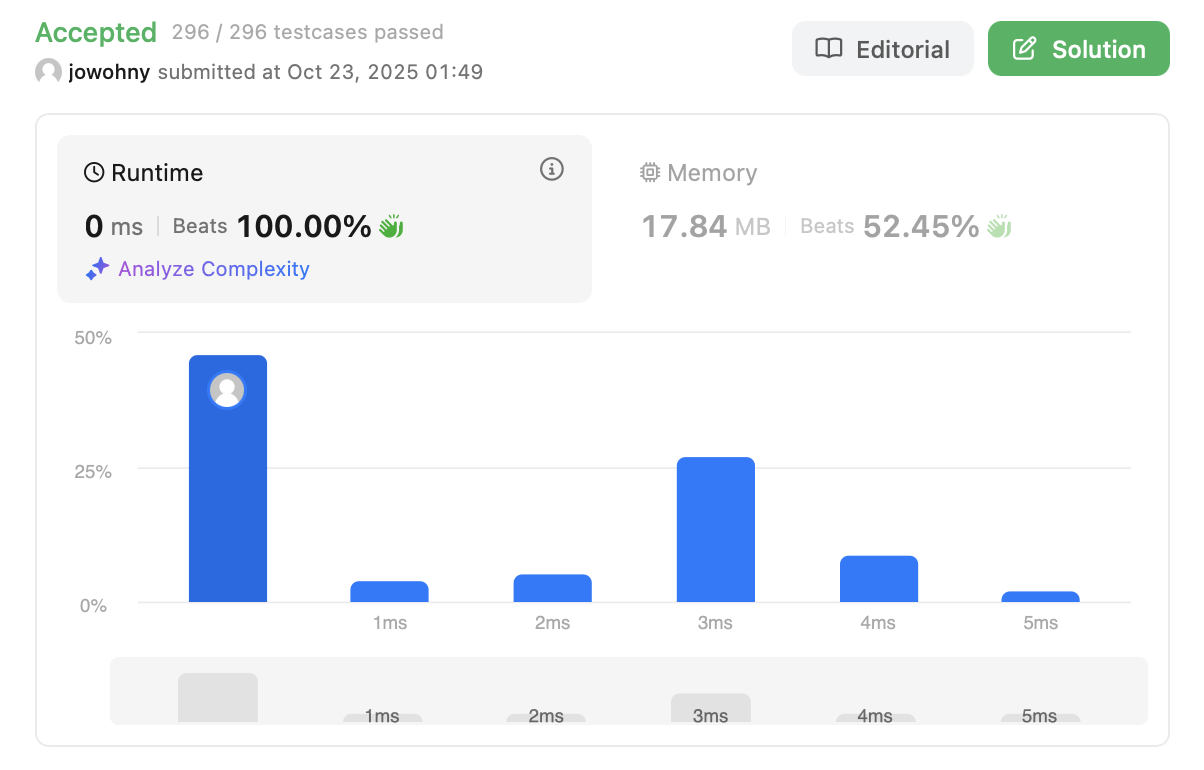 Accepted 296 / 296 testcases passed
jowohny submitted at Oct 23, 2025 01:49
Editorial
Solution
Runtime
0 ms Beats 100.00%
Analyze Complexity
Memory
17.84 MB Beats 52.45%
50%
25%
0%
1ms 2ms 3ms 4ms 5ms
1ms 2ms 3ms 4ms 5ms